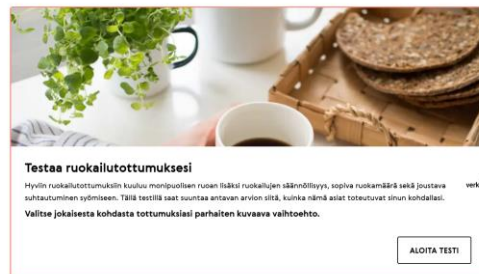 Testaa ruokailutottumuksesi
Hyviin ruokailutottumuksiin kuuluu monipuolisen ruoan lisäksi ruokailujen säännöllisyys, sopiva ruokamäärä sekä joustava
verk
suhtautuminen syömiseen. Tällä testillä saat suuntaa antavan arvion siitä, kuinka nämä asiat toteutuvat sinun kohdallasi.
Valitse jokaisesta kohdasta tottumuksiasi parhaiten kuvaava vaihtoehto.
ALOITA TESTI